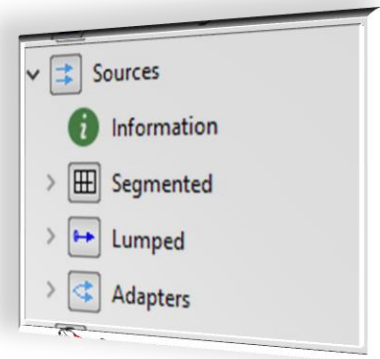 Sources
Information
Segmented
Lumped
Adapters